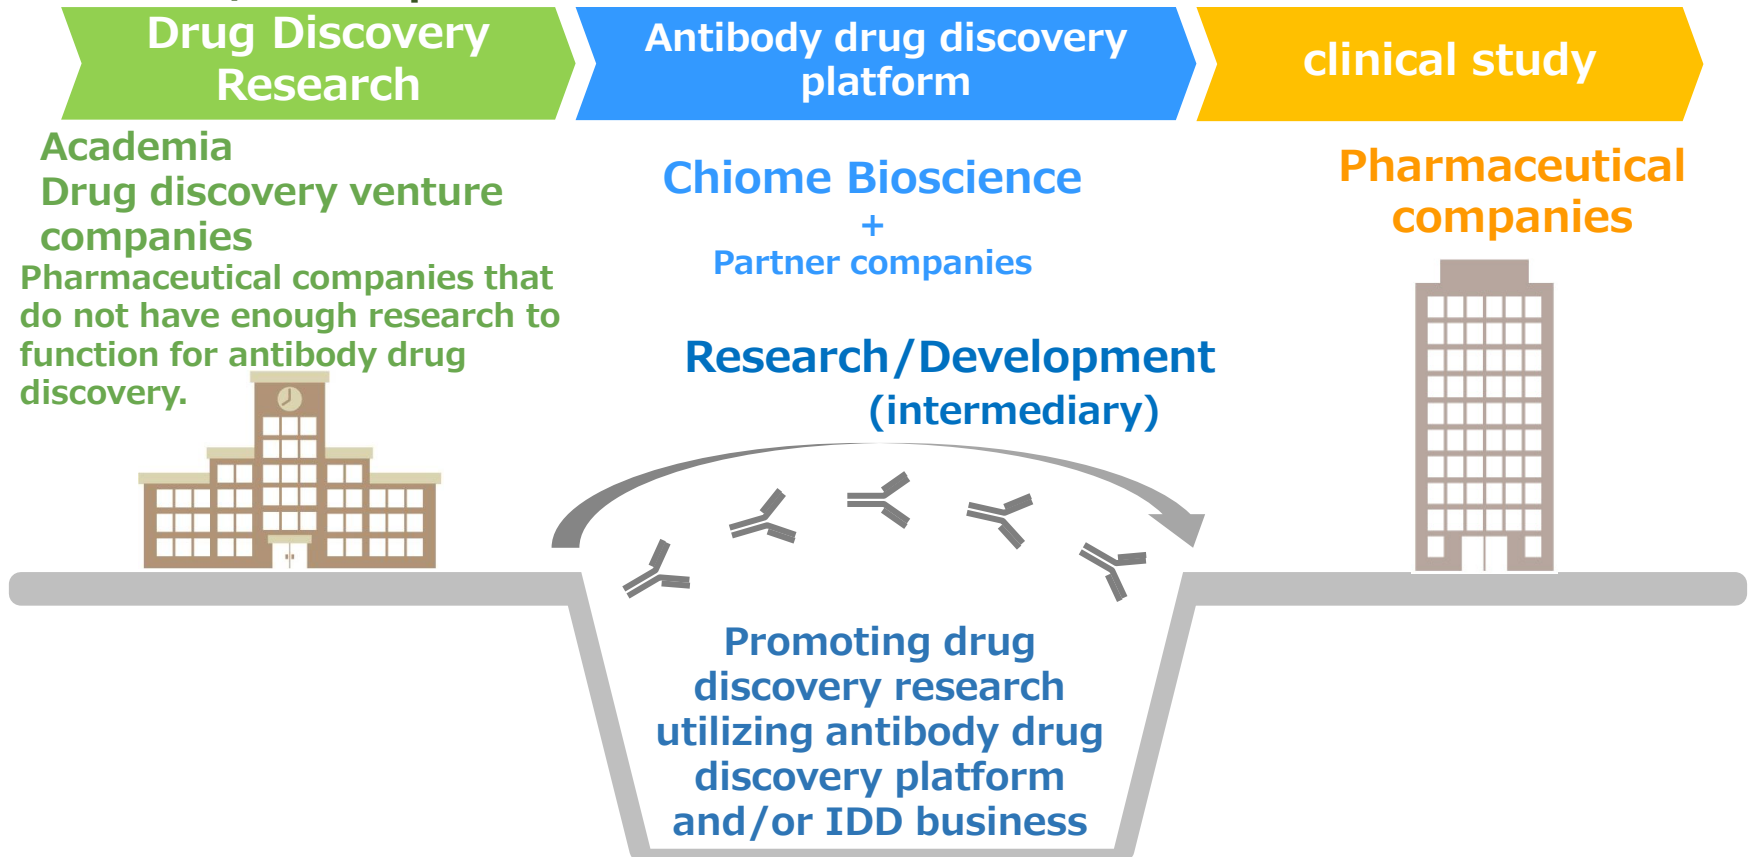 Drug Discovery
Research
Antibody drug discovery
platform
clinical study
Academia
Drug discovery venture
companies
Pharmaceutical companies that
do not have enough research to
function for antibody drug
discovery.
Chiome Bioscience
+
Partner companies
Research/Development
(intermediary)
Pharmaceutical
companies
Promoting drug
discovery research
utilizing antibody drug
discovery platform
and/or IDD business